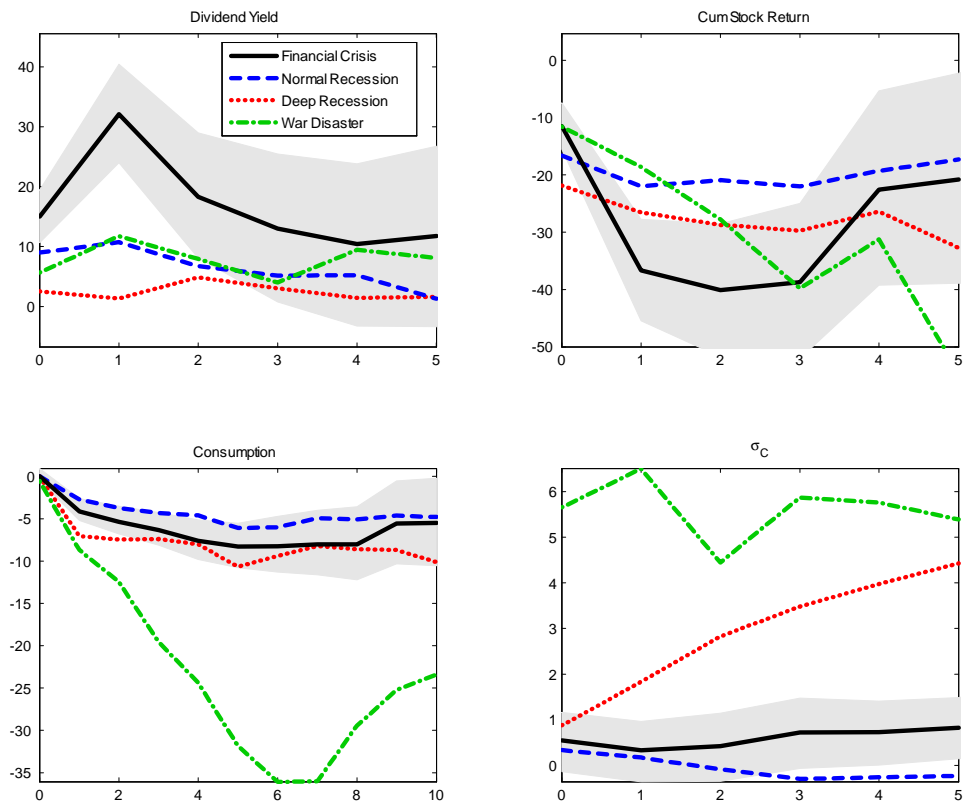 Dividend Yield
40
30
20
10
0
0 1 2 3 4 5
Financial Crisis
Normal Recession
Deep Recession
War Disaster
Cum Stock Return
0
-10
-20
-30
-40
-50
0 1 2 3 4 5
Consumption
0
-5
-10
-15
-20
-25
-30
-35
0 2 4 6 8 10
σC
6
5
4
3
2
1
0
0 1 2 3 4 5